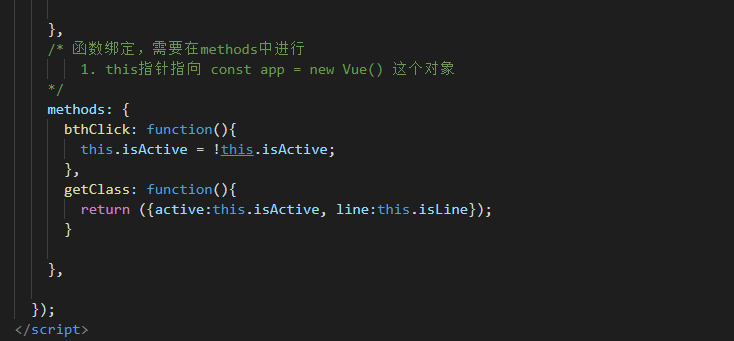 },
/* 函数绑定，需要在methods中进行
1. this指针指向 const app = new Vue() 这个对象
*/
methods: {
bthClick: function(){
this.isActive = !this.isActive;
},
getClass: function(){
return ({active:this.isActive, line:this.isLine});
}
},
});
</script>